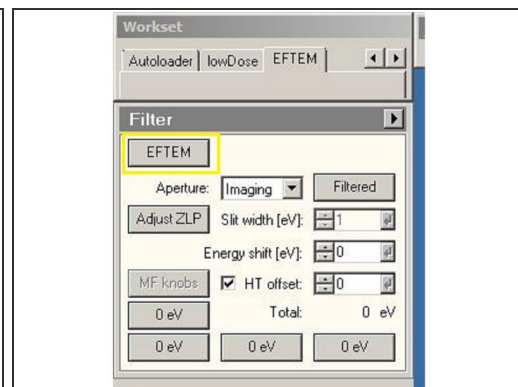 Workset
Autoloader lowDose EFTEM
Filter
EFTEM
Aperture: Imaging Filtered
Adjust ZLP Slit width [eV]: 1
Energy shift [eV]: 0
MF knobs HT offset: 0
0 eV Total: 0 eV
0 eV 0 eV 0 eV